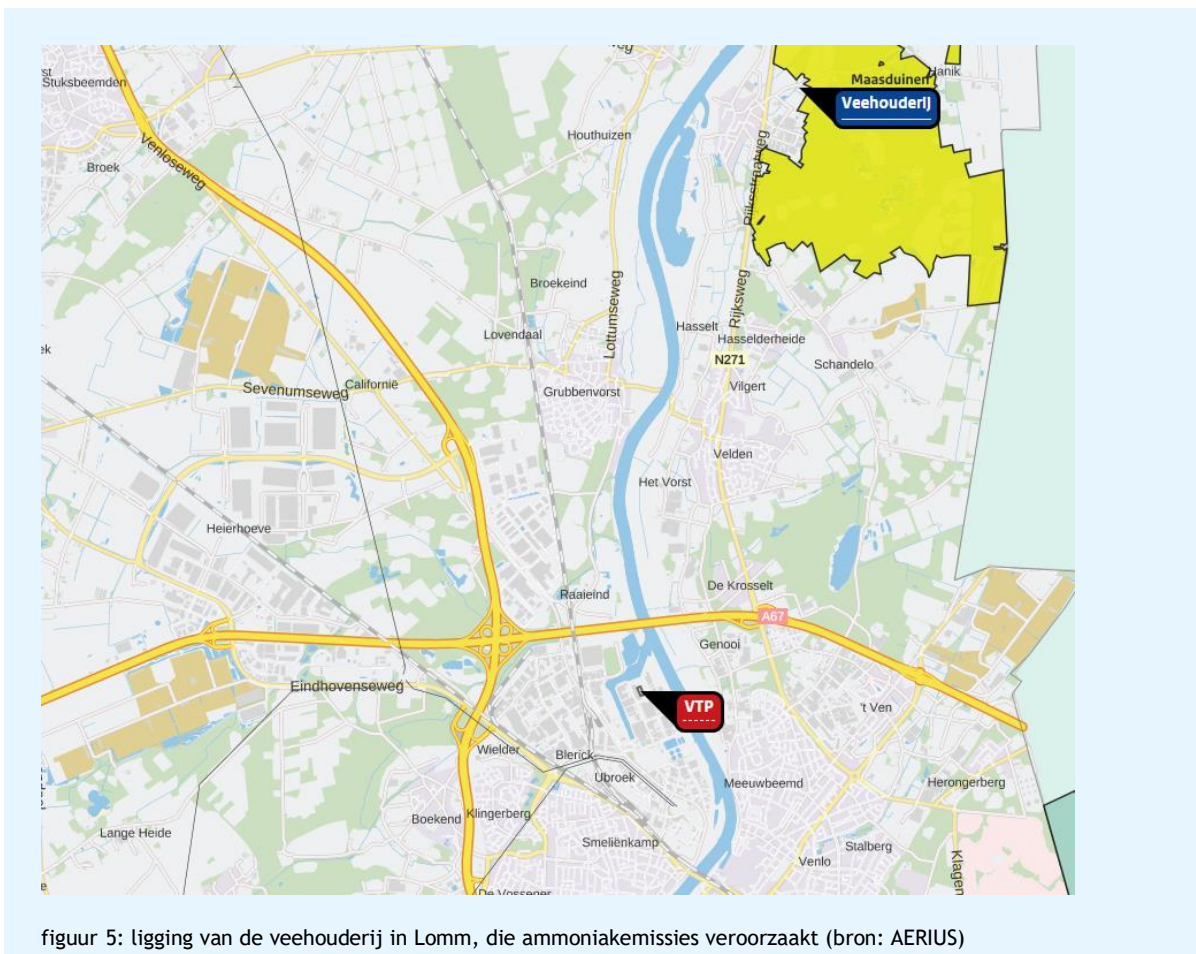 Stuksbeemden
Maasduinen
Hanik
Veehouderij
Houthuizen
Venloseweg
Broek
Rijksstraatweg
Broekeind
Lottumseweg
Rijksweg
Lovendaal
Hasselt
Hasselderheide
N271
Schandelo
Sevenumseweg
Californië
Grubbenvorst
Vilgert
Velden
Het Vorst
Heierhoeve
De Krosselt
Raaieind
A67
Genooi
Eindhovenseweg
VTP
't Ven
Wielder
Blerick
Ubroek
Meeuwbeemd
Herongerberg
Boekend
Klingerberg
Lange Heide
Smeliënkamp
Stalberg
Venlo
Klagen
De Vossener
figuur 5: ligging van de veehouderij in Lomm, die ammoniakemissies veroorzaakt (bron: AERIUS)